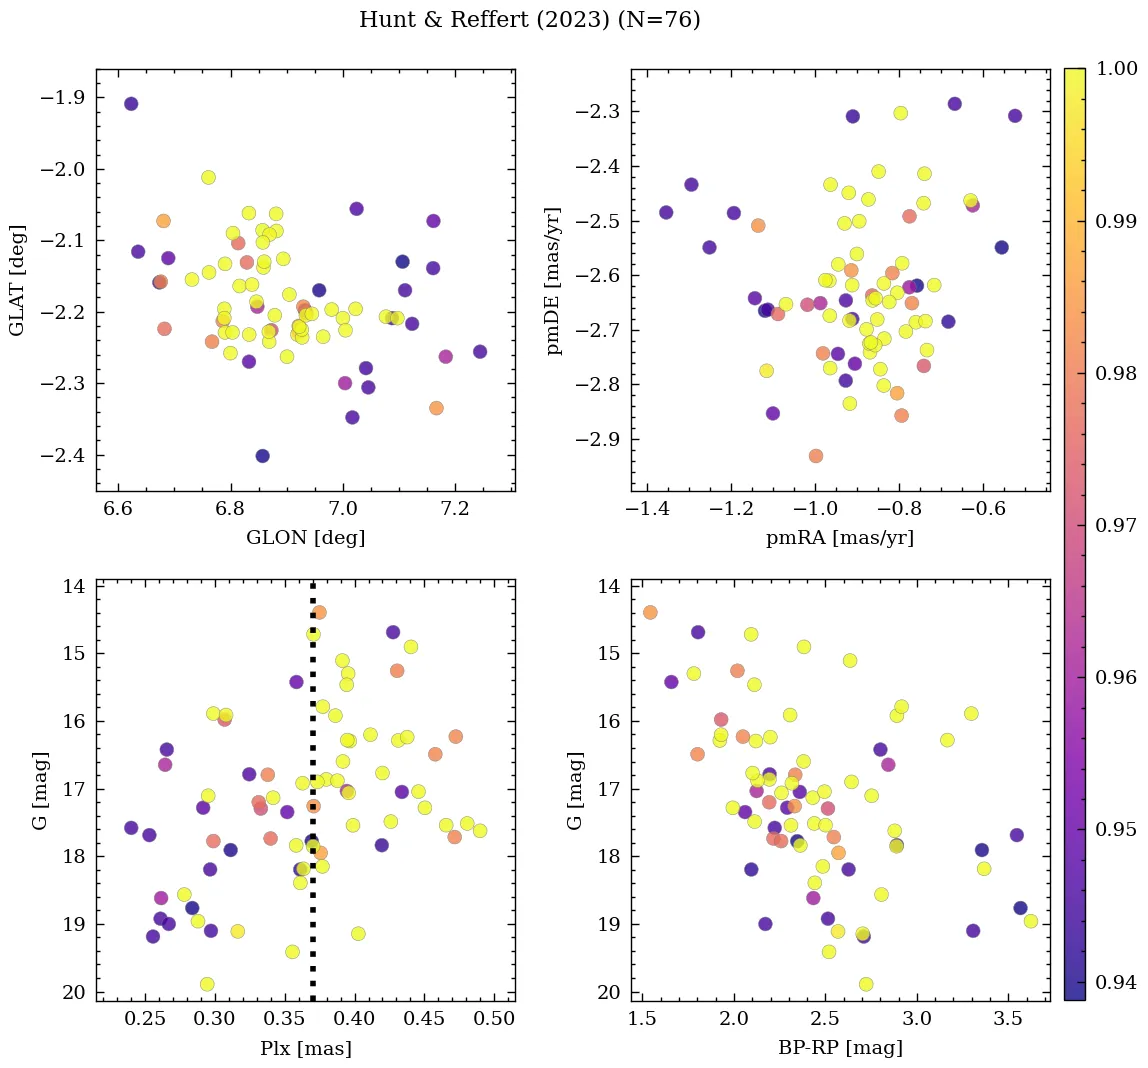 Hunt & Reffert (2023) (N=76)
−1.9
−2.0
−2.1
−2.2
−2.3
−2.4
GLAT [deg]
6.6 6.8 7.0 7.2
GLON [deg]
−2.3
−2.4
−2.5
−2.6
−2.7
−2.8
−2.9
pmDE [mas/yr]
−1.4 −1.2 −1.0 −0.8 −0.6
pmRA [mas/yr]
14
15
16
17
18
19
20
G [mag]
0.25 0.30 0.35 0.40 0.45 0.50
Plx [mas]
14
15
16
17
18
19
20
G [mag]
1.5 2.0 2.5 3.0 3.5
BP-RP [mag]
1.00
0.99
0.98
0.97
0.96
0.95
0.94